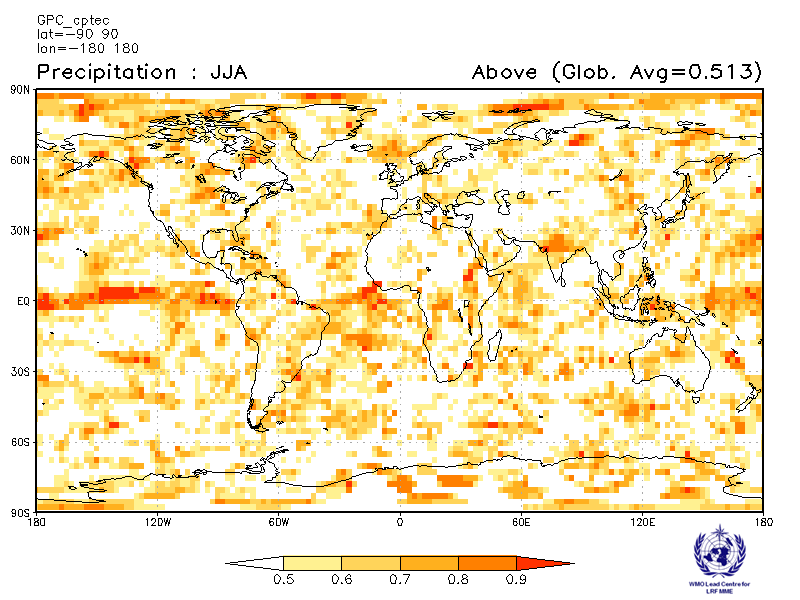 GPC_cptec
lat=−90 90
lon=−180 180
Precipitation : JJA
Above (Glob. Avg=0.513)
90N
60N
30N
EQ
30S
60S
90S
180 120W 60W 0 60E 120E 180
0.5 0.6 0.7 0.8 0.9
WMO Lead Centre for
LRF MME